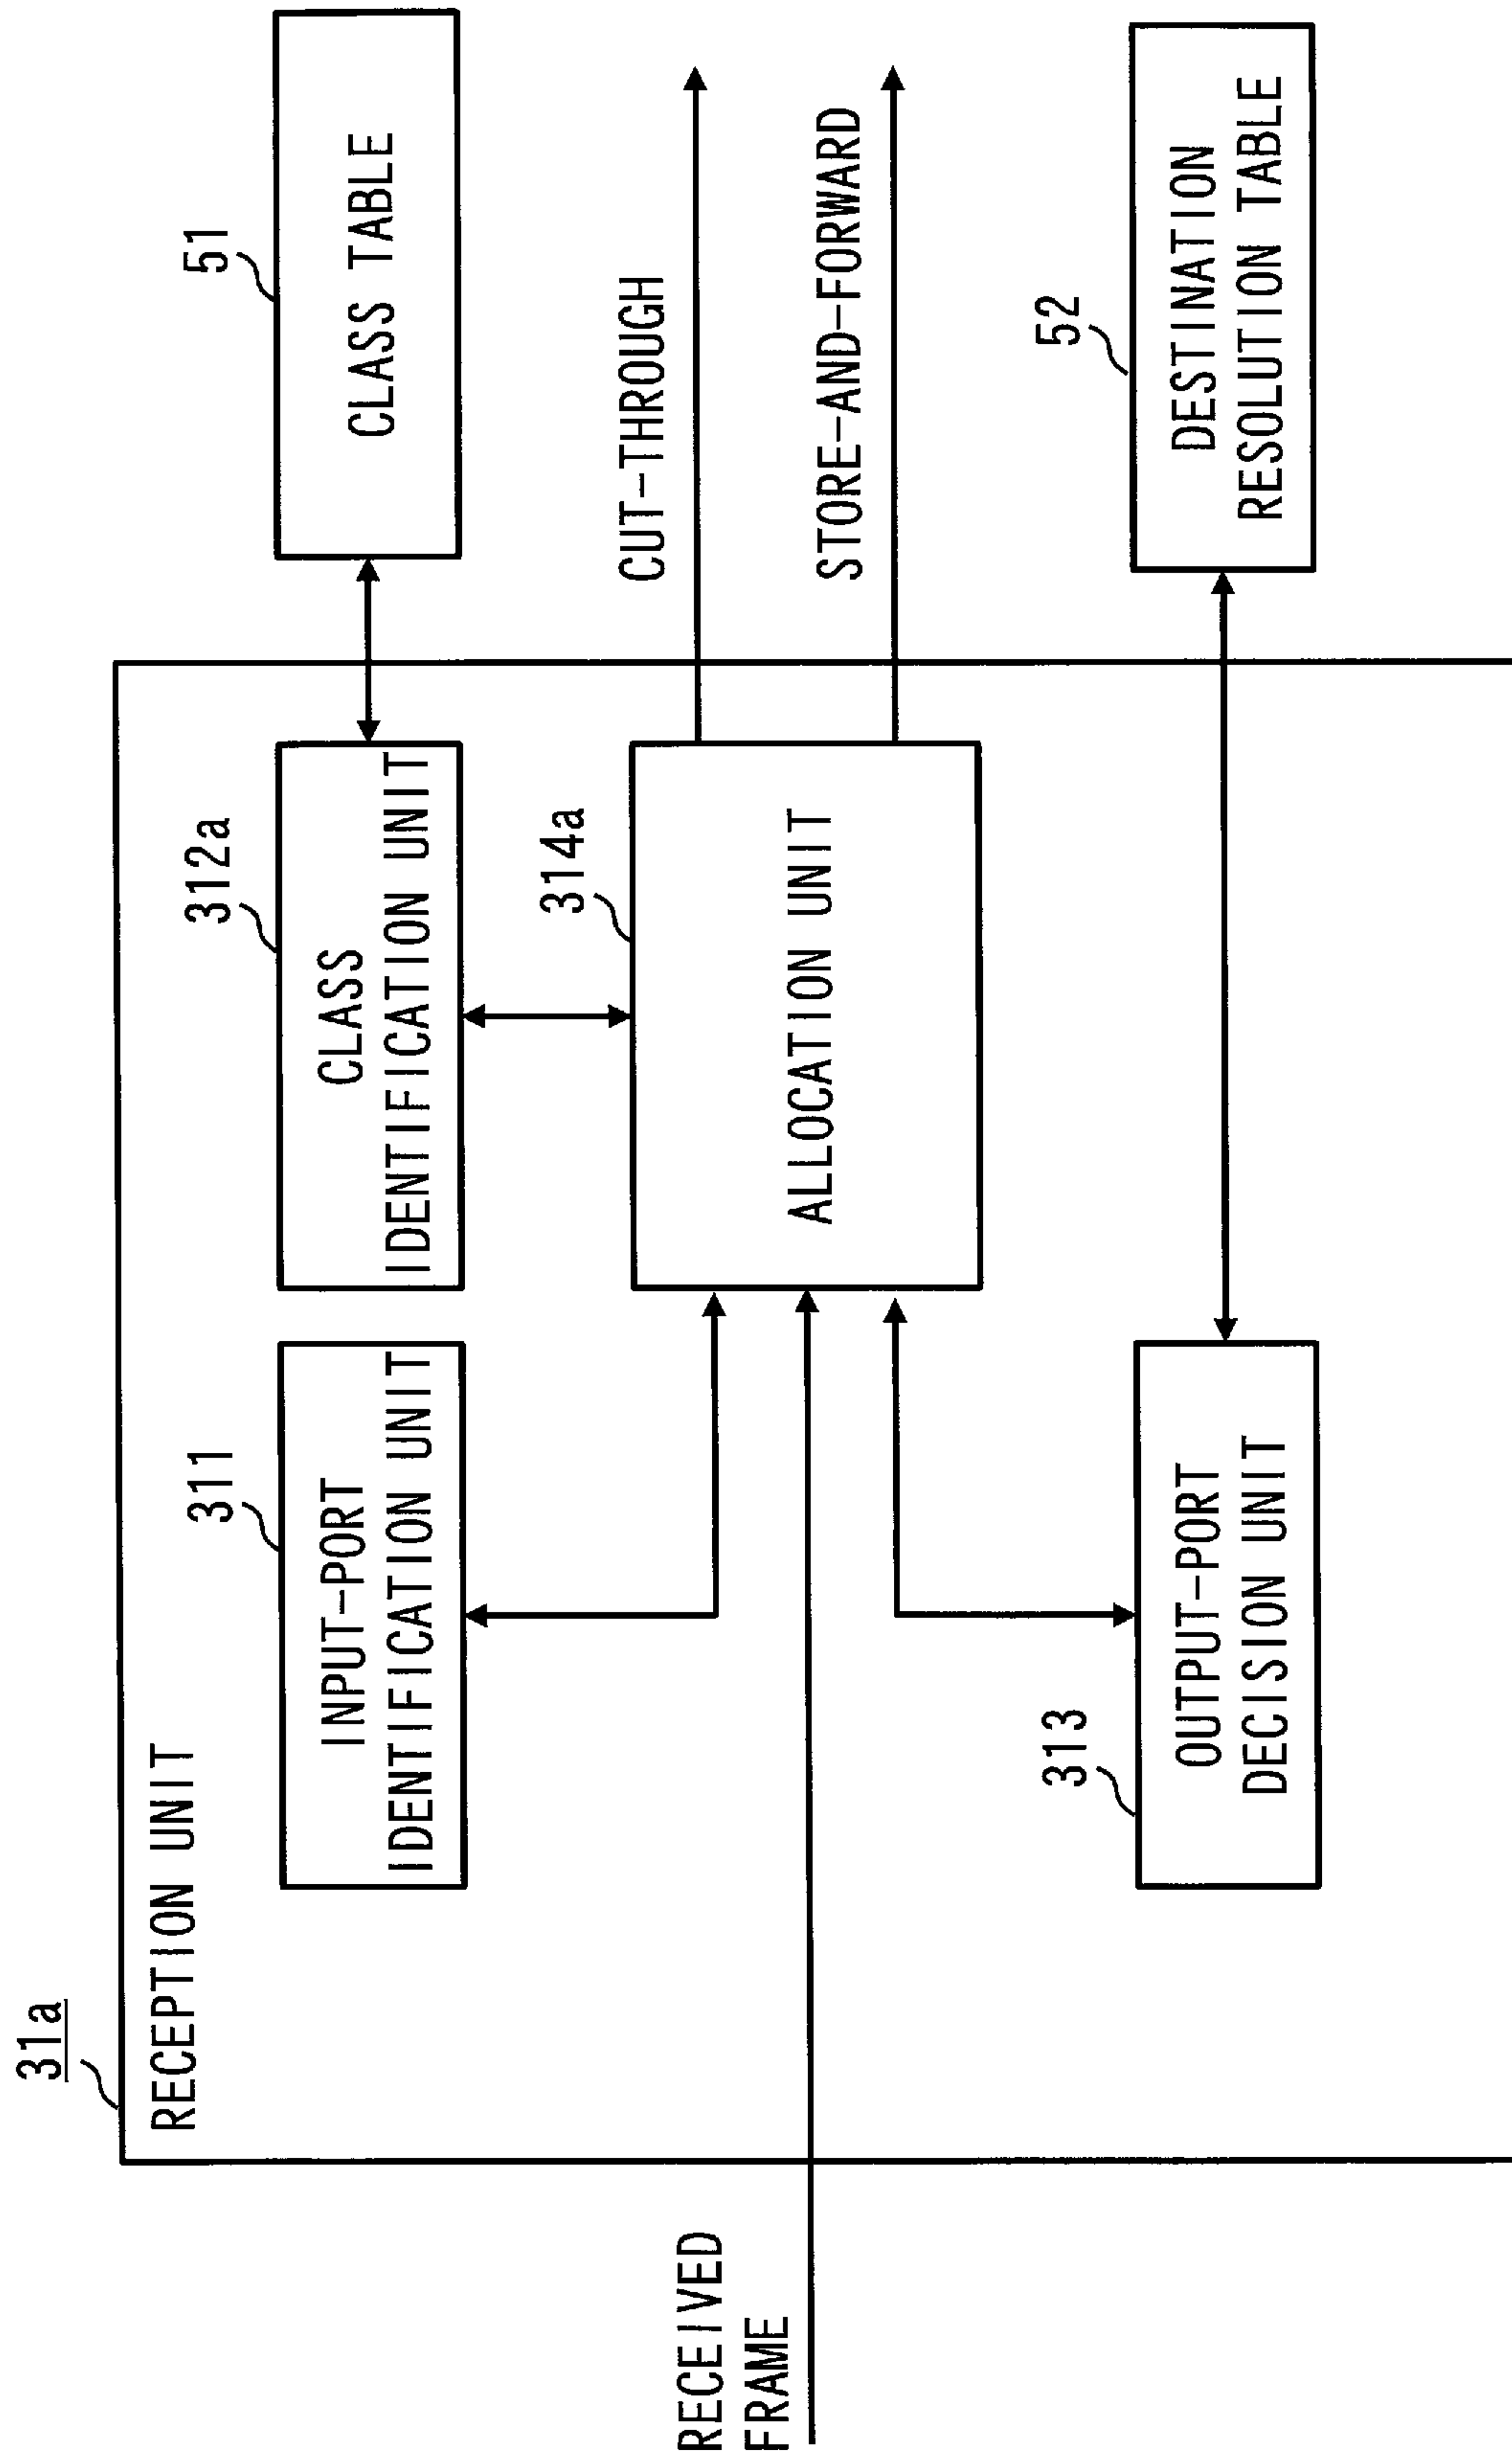 31a
RECEPTION UNIT
311
INPUT-PORT
IDENTIFICATION UNIT
312a
CLASS
IDENTIFICATION UNIT
51
CLASS TABLE
314a
ALLOCATION UNIT
CUT-THROUGH
STORE-AND-FORWARD
RECEIVED
FRAME
313
OUTPUT-PORT
DECISION UNIT
52
DESTINATION
RESOLUTION TABLE